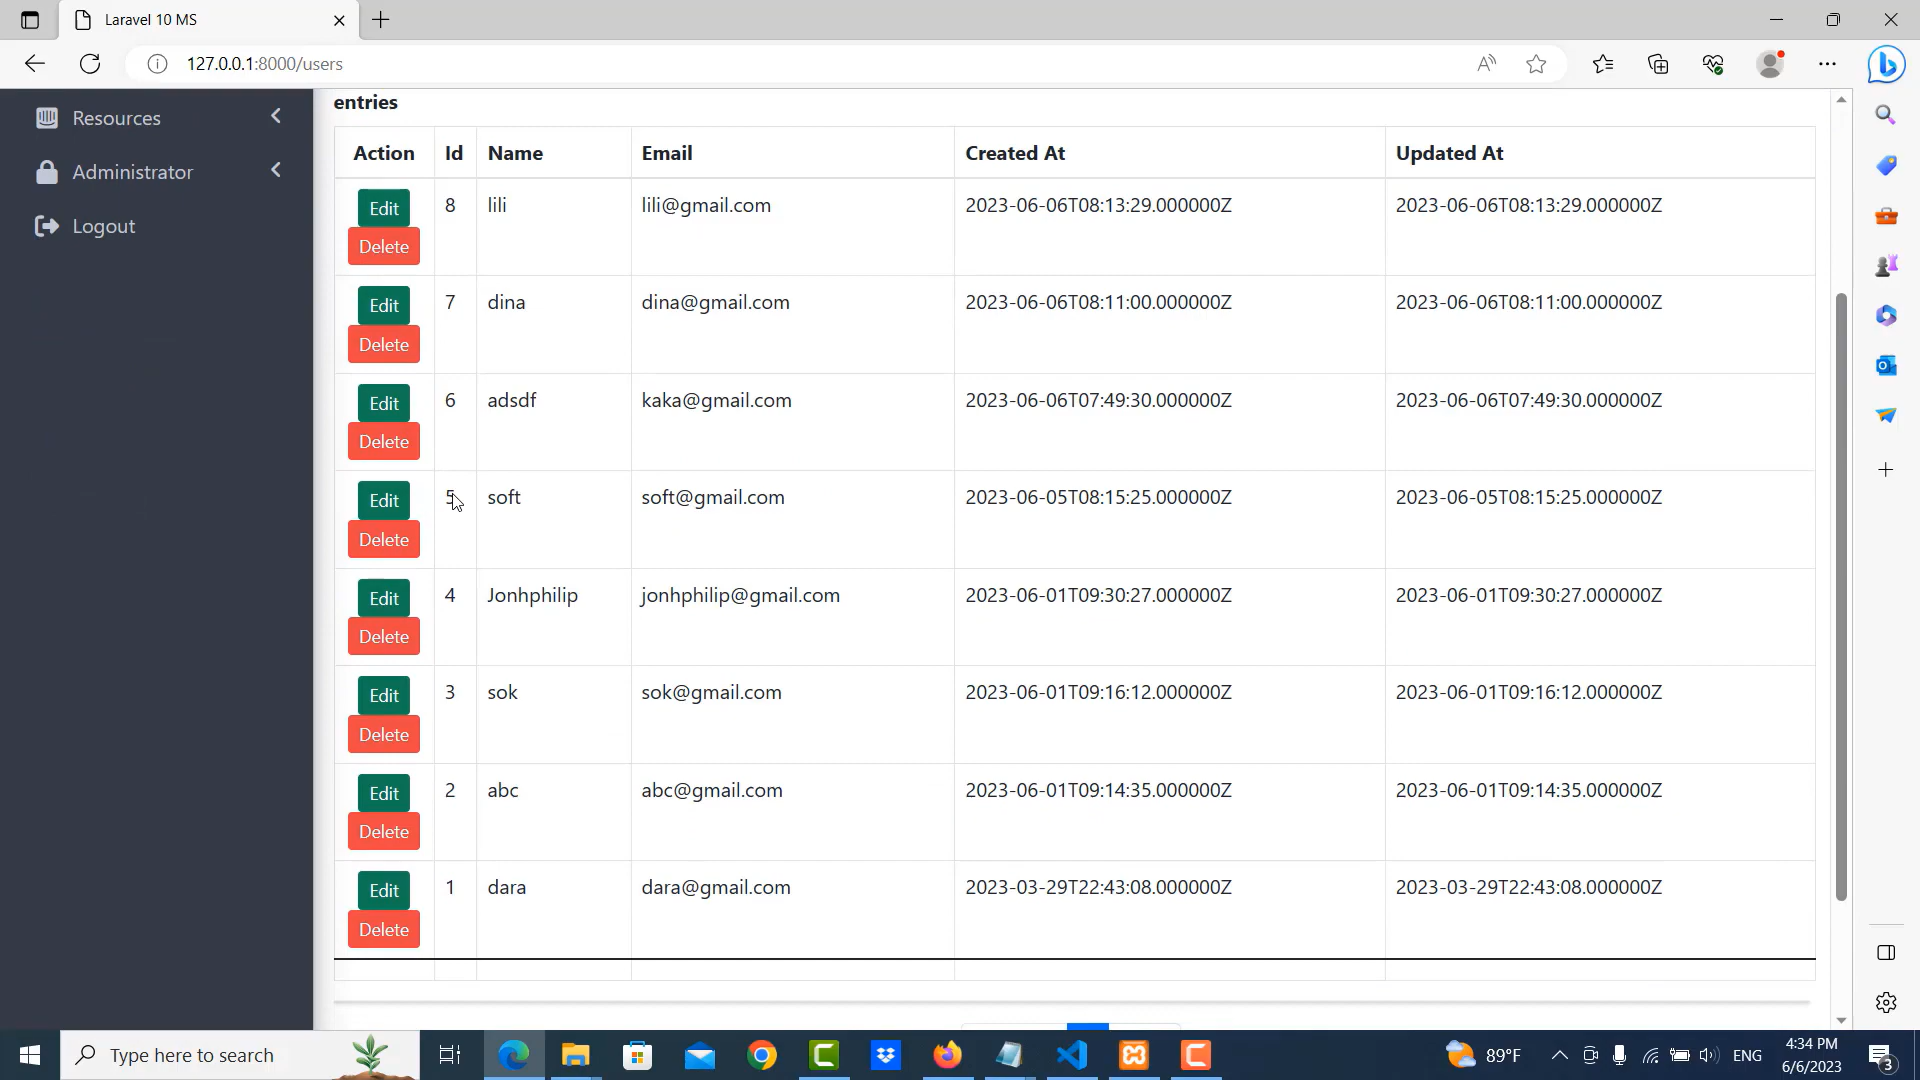 Laravel 10 MS
127.0.0.1:8000/users
Resources
Administrator
Logout
entries
Action Id Name Email Created At Updated At
Edit 8 lili lili@gmail.com 2023-06-06T08:13:29.000000Z 2023-06-06T08:13:29.000000Z
Delete
Edit 7 dina dina@gmail.com 2023-06-06T08:11:00.000000Z 2023-06-06T08:11:00.000000Z
Delete
Edit 6 adsdf kaka@gmail.com 2023-06-06T07:49:30.000000Z 2023-06-06T07:49:30.000000Z
Delete
Edit 5 soft soft@gmail.com 2023-06-05T08:15:25.000000Z 2023-06-05T08:15:25.000000Z
Delete
Edit 4 Jonhphilip jonhphilip@gmail.com 2023-06-01T09:30:27.000000Z 2023-06-01T09:30:27.000000Z
Delete
Edit 3 sok sok@gmail.com 2023-06-01T09:16:12.000000Z 2023-06-01T09:16:12.000000Z
Delete
Edit 2 abc abc@gmail.com 2023-06-01T09:14:35.000000Z 2023-06-01T09:14:35.000000Z
Delete
Edit 1 dara dara@gmail.com 2023-03-29T22:43:08.000000Z 2023-03-29T22:43:08.000000Z
Delete
Type here to search
89°F
ENG
4:34 PM
6/6/2023
3